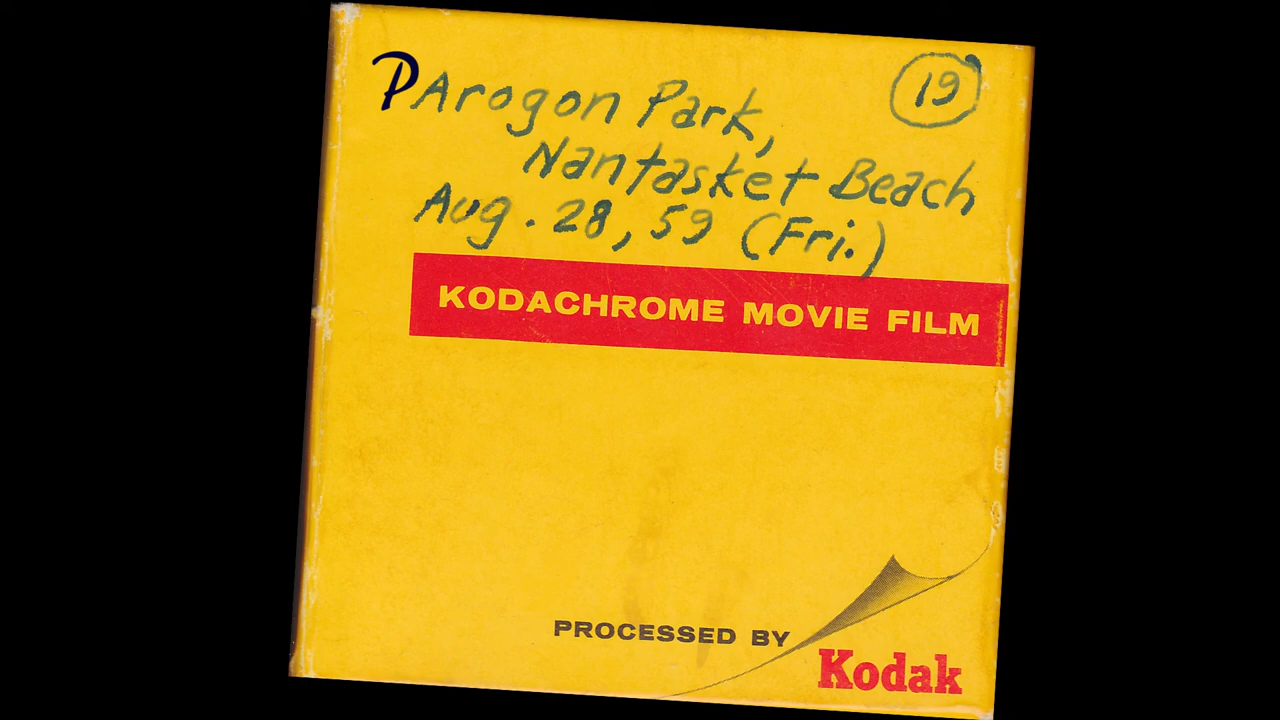 PArogon Park,
19
Nantasket Beach
Aug. 28, 59 (Fri.)
KODACHROME MOVIE FILM
PROCESSED BY
Kodak